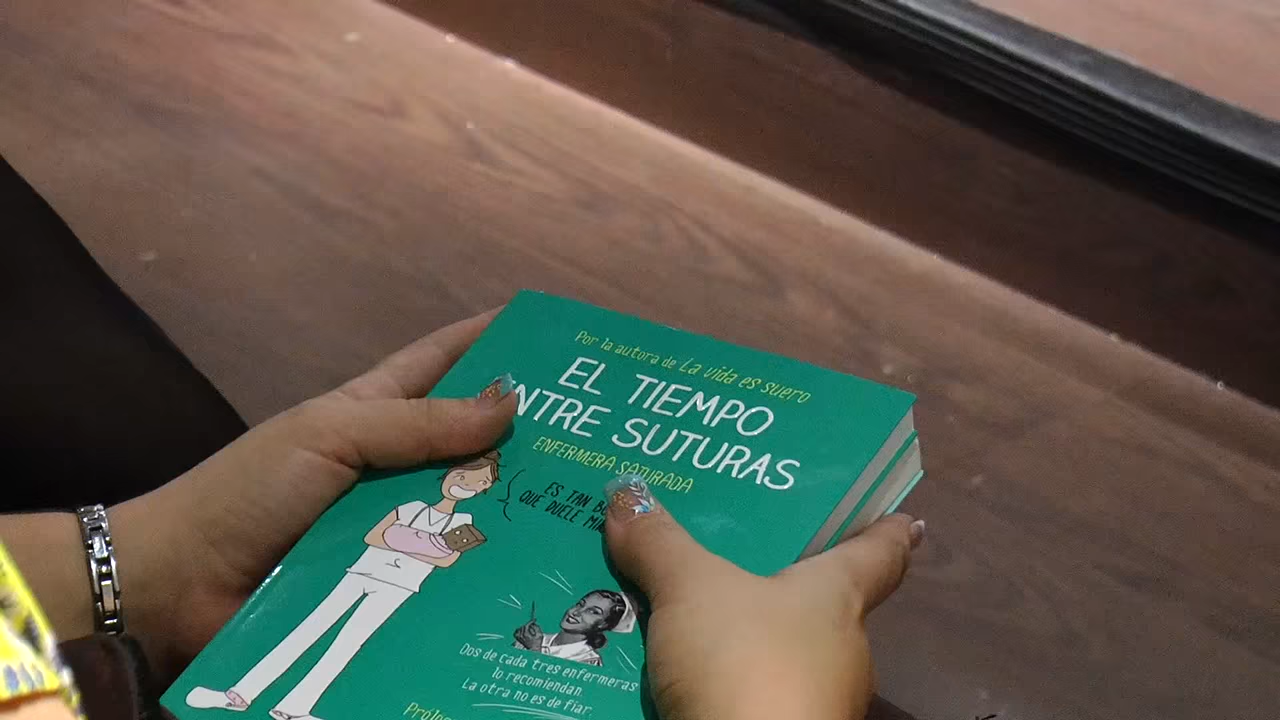 Por la autora de La vida es suero
EL TIEMPO
NTRE SUTURAS
ENFERMERA SATURADA
ES TAN
QUE DUELE
Dos de cada tres enfermeras
lo recomiendan.
La otra no es de fiar.